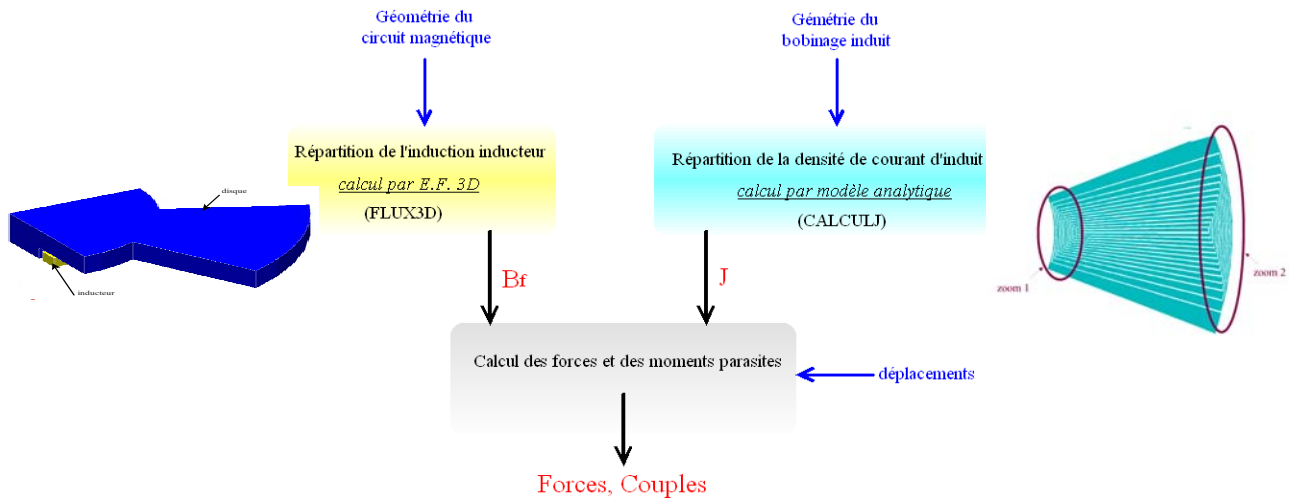 Géométrie du
circuit magnétique
Gémétrie du
bobinage induit
Répartition de l'induction inducteur
calcul par E.F. 3D
(FLUX3D)
Répartition de la densité de courant d'induit
calcul par modèle analytique
(CALCULJ)
disque
inducteur
zoom 1
zoom 2
Bf
J
Calcul des forces et des moments parasites
déplacements
Forces, Couples